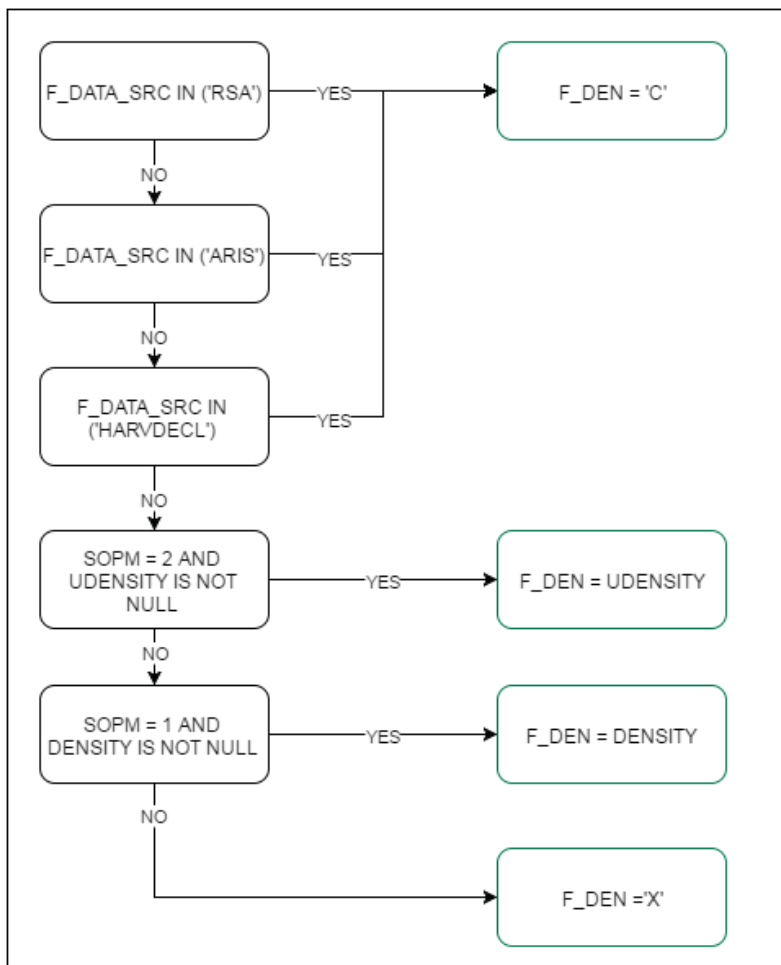 F_DATA_SRC IN ('RSA')
YES
F_DEN = 'C'
NO
F_DATA_SRC IN ('ARIS')
YES
NO
F_DATA_SRC IN
('HARVDECL')
YES
NO
SOPM = 2 AND
UDENSITY IS NOT
NULL
YES
F_DEN = UDENSITY
NO
SOPM = 1 AND
DENSITY IS NOT NULL
YES
F_DEN = DENSITY
NO
F_DEN ='X'